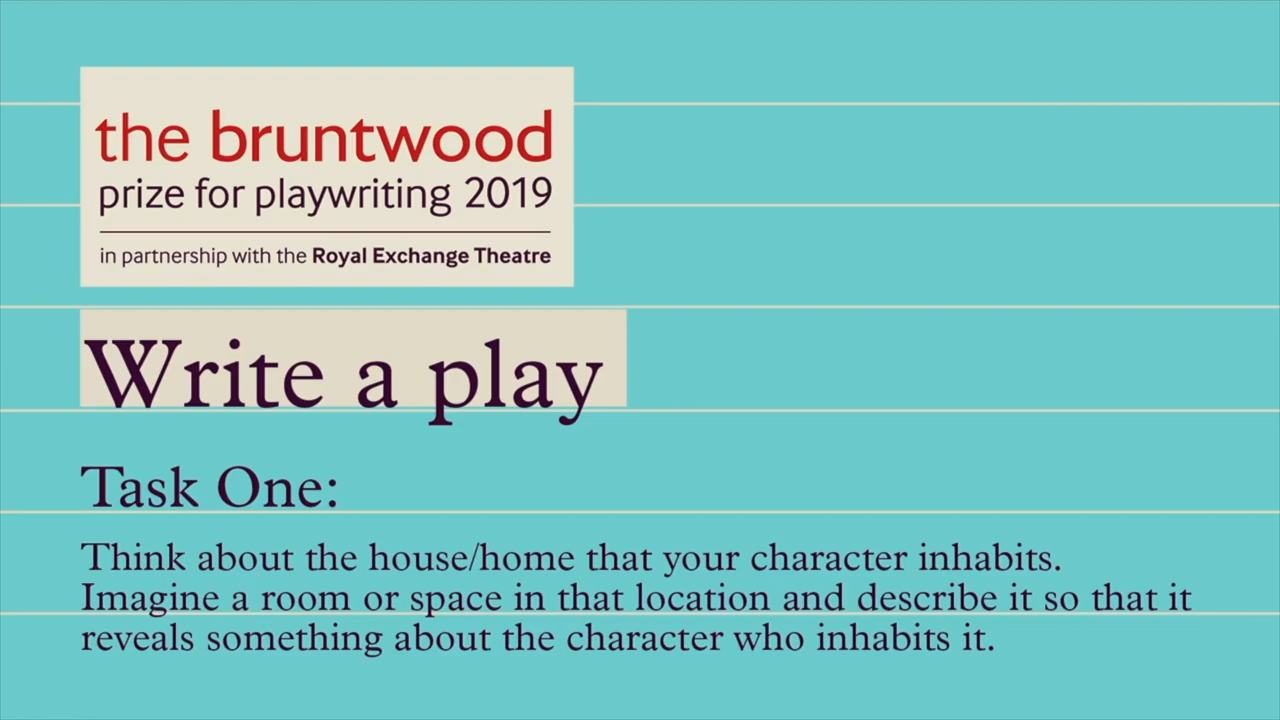 the bruntwood
prize for playwriting 2019
in partnership with the Royal Exchange Theatre
Write a play
Task One:
Think about the house/home that your character inhabits.
Imagine a room or space in that location and describe it so that it
reveals something about the character who inhabits it.